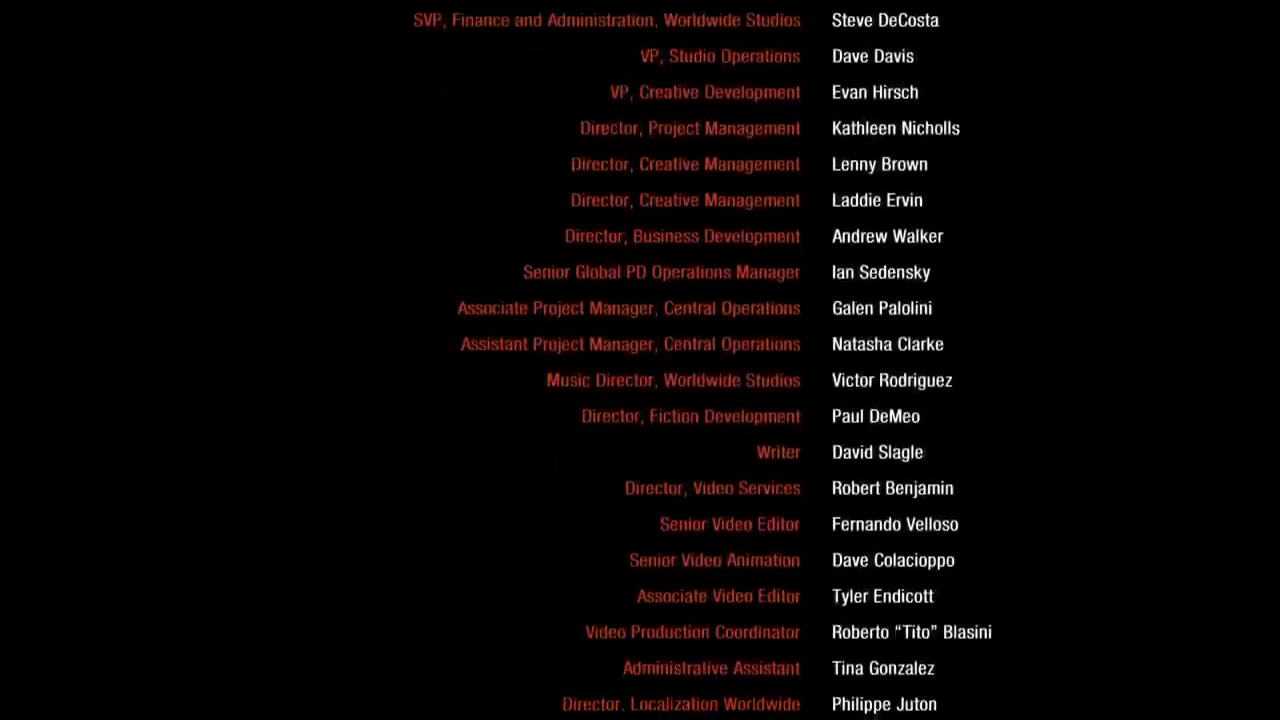 SVP, Finance and Administration, Worldwide Studios Steve DeCosta
VP, Studio Operations Dave Davis
VP, Creative Development Evan Hirsch
Director, Project Management Kathleen Nicholls
Director, Creative Management Lenny Brown
Director, Creative Management Laddie Ervin
Director, Business Development Andrew Walker
Senior Global PD Operations Manager Ian Sedensky
Associate Project Manager, Central Operations Galen Palolini
Assistant Project Manager, Central Operations Natasha Clarke
Music Director, Worldwide Studios Victor Rodriguez
Director, Fiction Development Paul DeMeo
Writer David Slagle
Director, Video Services Robert Benjamin
Senior Video Editor Fernando Velloso
Senior Video Animation Dave Colacioppo
Associate Video Editor Tyler Endicott
Video Production Coordinator Roberto “Tito” Blasini
Administrative Assistant Tina Gonzalez
Director, Localization Worldwide Philippe Juton